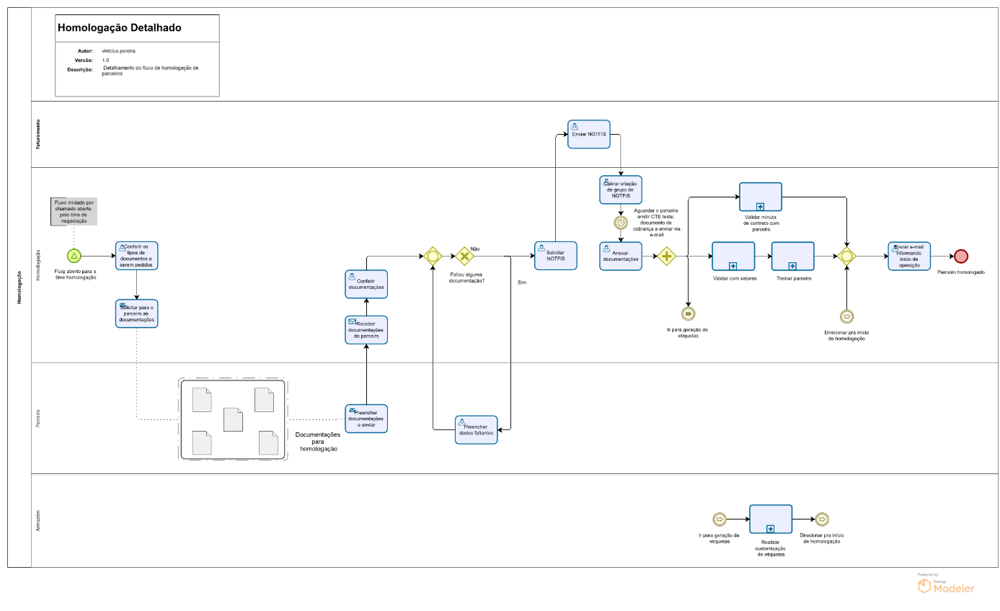 Homologação Detalhado
Autor: vinicius.pereira
Versão: 1.0
Descrição: Detalhamento do fluxo de homologação de
parceiros
Homologação
Faturamento
Enviar NOTFIS
Homologação
Fluxo iniciado por
chamado aberto
pelo time de
negociação
Fluig aberto para o
time homologação
Conferir os
tipos de
documentos a
serem pedidos
Solicitar para o
parceiro as
documentações
Conferir
documentações
Receber
documentações
do parceiro
Faltou alguma
documentação?
Não
SIm
Solicitar
NOTFIS
Cobrar criação
de grupo de
NOTFIS
Aguardar o parceiro
emitir CTE teste,
documento de
cobrança e enviar via
e-mail
Anexar
documentações
Validar minuta
de contrato com
parceiro
Validar com setores
Treinar parceiro
Ir para geração de
etiquetas
Direcionar pra início
de homologação
Enviar e-mail
informando
início de
operação
Parceiro homologado
Parceiro
Documentações
para
homologação
Preencher
documentações
e enviar
Preencher
dados faltantes
Armazém
Ir para geração de
etiquetas
Realizar
customização
de etiquetas
Direcionar pra início
de homologação
Powered by
bizagi
Modeler